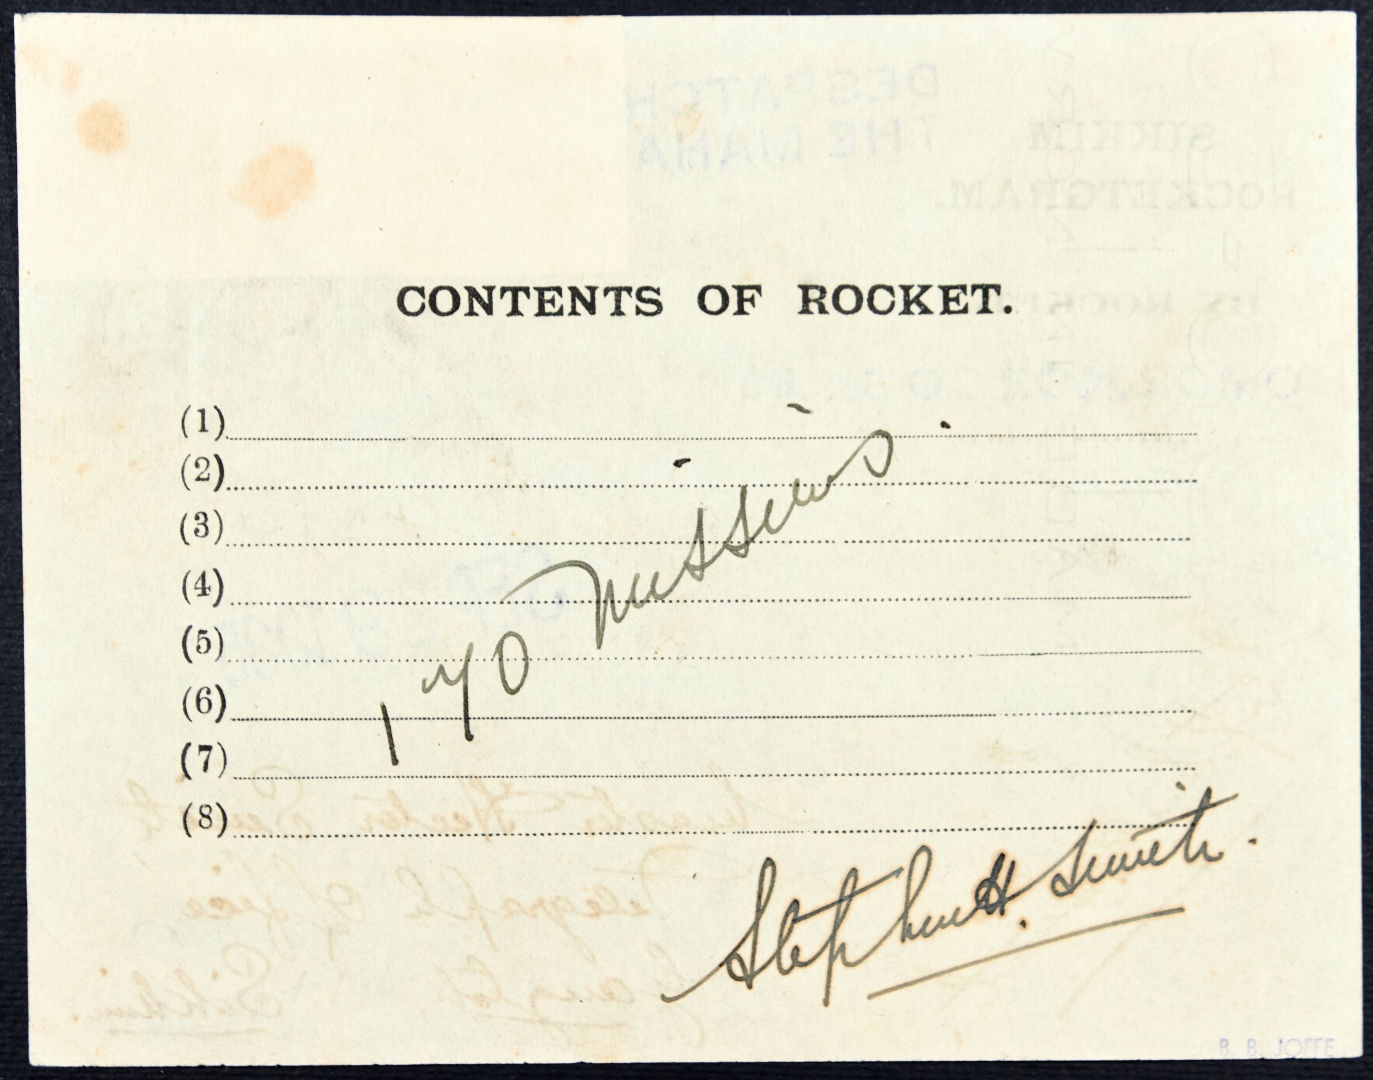 CONTENTS OF ROCKET.
(1)
(2)
(3)
(4)
(5)
(6)
(7)
(8)
170 missives.
Stephen H. Smith.
B. B. JOFFE